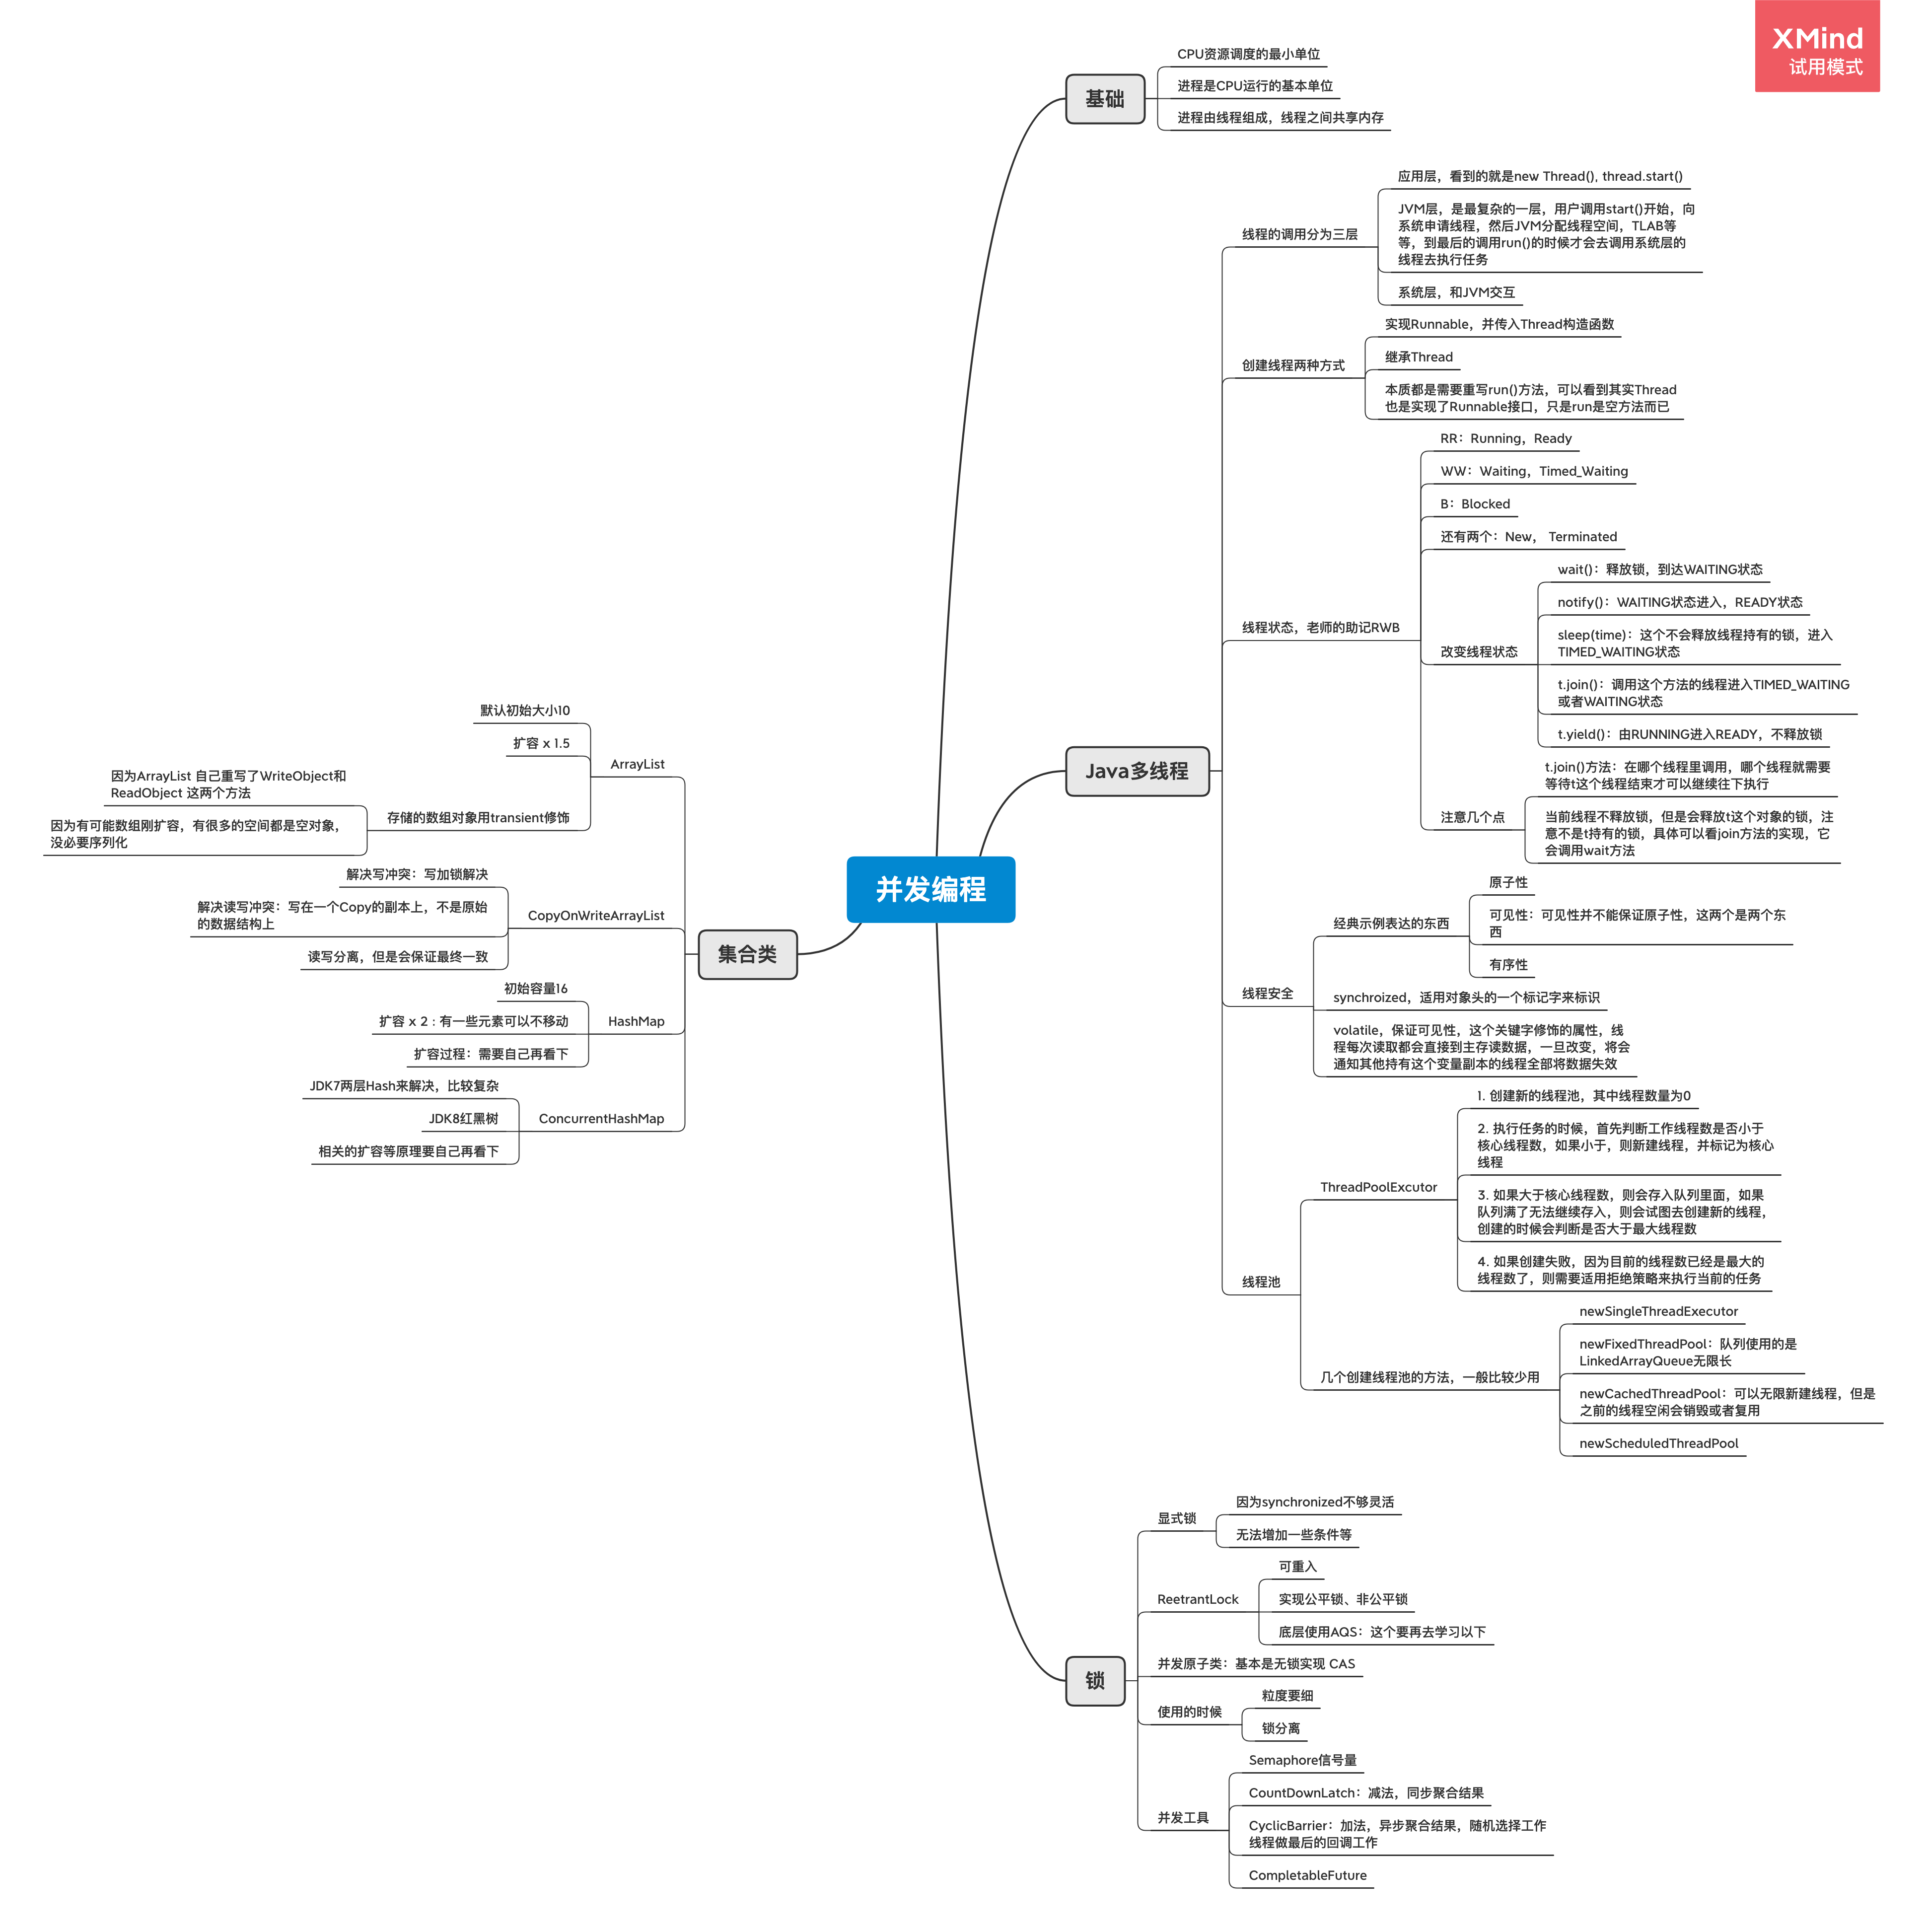 XMind
试用模式
并发编程
基础
CPU资源调度的最小单位
进程是CPU运行的基本单位
进程由线程组成，线程之间共享内存
Java多线程
线程的调用分为三层
应用层，看到的就是new Thread(), thread.start()
JVM层，是最复杂的一层，用户调用start()开始，向
系统申请线程，然后JVM分配线程空间，TLAB等
等，到最后的调用run()的时候才会去调用系统层的
线程去执行任务
系统层，和JVM交互
创建线程两种方式
实现Runnable，并传入Thread构造函数
继承Thread
本质都是需要重写run()方法，可以看到其实Thread
也是实现了Runnable接口，只是run是空方法而已
线程状态，老师的助记RWB
RR：Running，Ready
WW：Waiting，Timed_Waiting
B：Blocked
还有两个：New， Terminated
改变线程状态
wait()：释放锁，到达WAITING状态
notify()：WAITING状态进入，READY状态
sleep(time)：这个不会释放线程持有的锁，进入
TIMED_WAITING状态
t.join()：调用这个方法的线程进入TIMED_WAITING
或者WAITING状态
t.yield()：由RUNNING进入READY，不释放锁
注意几个点
t.join()方法：在哪个线程里调用，哪个线程就需要
等待t这个线程结束才可以继续往下执行
当前线程不释放锁，但是会释放t这个对象的锁，注
意不是t持有的锁，具体可以看join方法的实现，它
会调用wait方法
线程安全
经典示例表达的东西
原子性
可见性：可见性并不能保证原子性，这两个是两个东
西
有序性
synchroized，适用对象头的一个标记字来标识
volatile，保证可见性，这个关键字修饰的属性，线
程每次读取都会直接到主存读数据，一旦改变，将会
通知其他持有这个变量副本的线程全部将数据失效
线程池
ThreadPoolExcutor
1. 创建新的线程池，其中线程数量为0
2. 执行任务的时候，首先判断工作线程数是否小于
核心线程数，如果小于，则新建线程，并标记为核心
线程
3. 如果大于核心线程数，则会存入队列里面，如果
队列满了无法继续存入，则会试图去创建新的线程，
创建的时候会判断是否大于最大线程数
4. 如果创建失败，因为目前的线程数已经是最大的
线程数了，则需要适用拒绝策略来执行当前的任务
几个创建线程池的方法，一般比较少用
newSingleThreadExecutor
newFixedThreadPool：队列使用的是
LinkedArrayQueue无限长
newCachedThreadPool：可以无限新建线程，但是
之前的线程空闲会销毁或者复用
newScheduledThreadPool
锁
显式锁
因为synchronized不够灵活
无法增加一些条件等
ReetrantLock
可重入
实现公平锁、非公平锁
底层使用AQS：这个要再去学习以下
并发原子类：基本是无锁实现 CAS
使用的时候
粒度要细
锁分离
并发工具
Semaphore信号量
CountDownLatch：减法，同步聚合结果
CyclicBarrier：加法，异步聚合结果，随机选择工作
线程做最后的回调工作
CompletableFuture
集合类
ArrayList
默认初始大小10
扩容 x 1.5
存储的数组对象用transient修饰
因为ArrayList 自己重写了WriteObject和
ReadObject 这两个方法
因为有可能数组刚扩容，有很多的空间都是空对象，
没必要序列化
CopyOnWriteArrayList
解决写冲突：写加锁解决
解决读写冲突：写在一个Copy的副本上，不是原始
的数据结构上
读写分离，但是会保证最终一致
HashMap
初始容量16
扩容 x 2 : 有一些元素可以不移动
扩容过程：需要自己再看下
ConcurrentHashMap
JDK7两层Hash来解决，比较复杂
JDK8红黑树
相关的扩容等原理要自己再看下